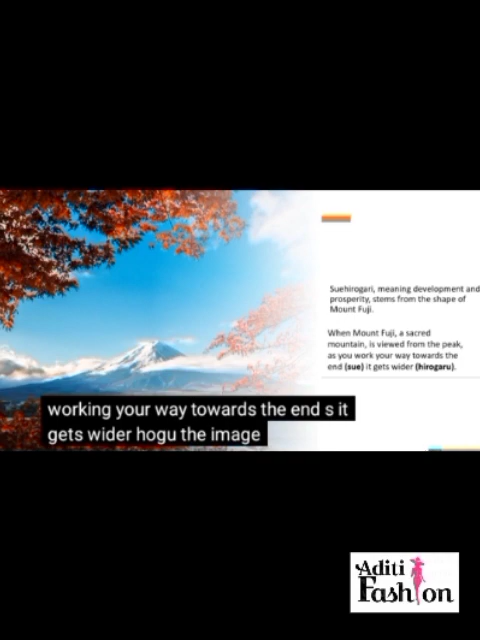 Suehirogari, meaning development and
prosperity, stems from the shape of
Mount Fuji.
When Mount Fuji, a sacred
mountain, is viewed from the peak,
as you work your way towards the
end (sue) it gets wider (hirogaru).
working your way towards the end s it
gets wider hogu the image
Aditi
Fashion